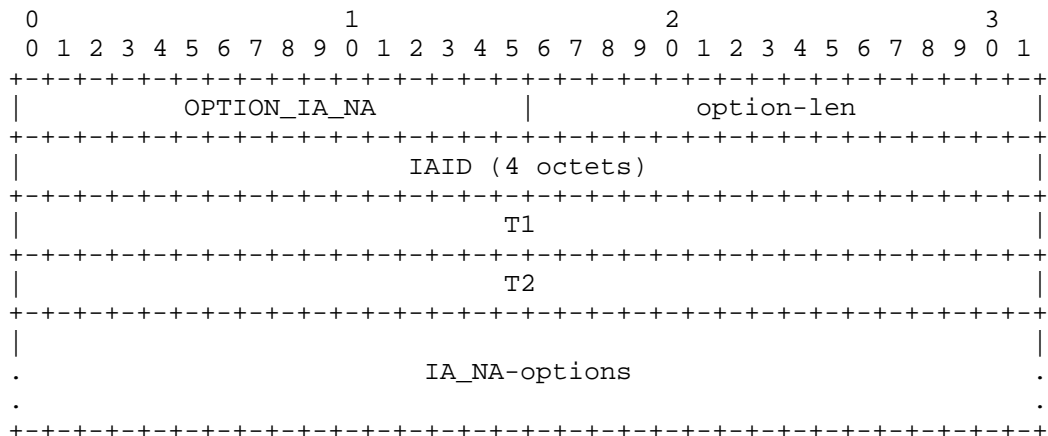 0                   1                   2                   3
 0 1 2 3 4 5 6 7 8 9 0 1 2 3 4 5 6 7 8 9 0 1 2 3 4 5 6 7 8 9 0 1
+-+-+-+-+-+-+-+-+-+-+-+-+-+-+-+-+-+-+-+-+-+-+-+-+-+-+-+-+-+-+-+-+
|          OPTION_IA_NA         |          option-len           |
+-+-+-+-+-+-+-+-+-+-+-+-+-+-+-+-+-+-+-+-+-+-+-+-+-+-+-+-+-+-+-+-+
|                        IAID (4 octets)                        |
+-+-+-+-+-+-+-+-+-+-+-+-+-+-+-+-+-+-+-+-+-+-+-+-+-+-+-+-+-+-+-+-+
|                              T1                               |
+-+-+-+-+-+-+-+-+-+-+-+-+-+-+-+-+-+-+-+-+-+-+-+-+-+-+-+-+-+-+-+-+
|                              T2                               |
+-+-+-+-+-+-+-+-+-+-+-+-+-+-+-+-+-+-+-+-+-+-+-+-+-+-+-+-+-+-+-+-+
|                                                               |
.                         IA_NA-options                         .
.                                                               .
+-+-+-+-+-+-+-+-+-+-+-+-+-+-+-+-+-+-+-+-+-+-+-+-+-+-+-+-+-+-+-+-+